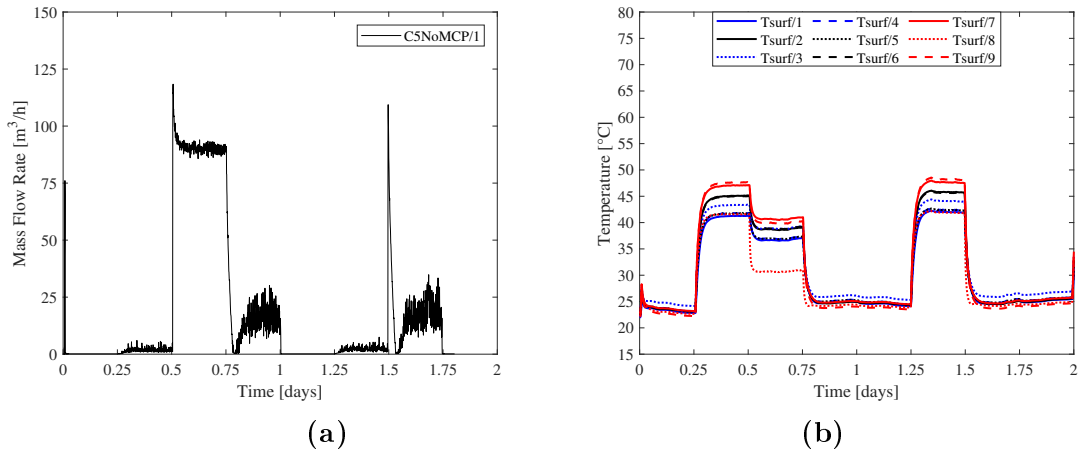 150
125
100
75
50
25
0
Mass Flow Rate [m³/h]
C5NoMCP/1
0 0.25 0.5 0.75 1 1.25 1.5 1.75 2
Time [days]
(a)
80
75
70
65
60
55
50
45
40
35
30
25
20
15
Temperature [°C]
Tsurf/1 Tsurf/4 Tsurf/7
Tsurf/2 Tsurf/5 Tsurf/8
Tsurf/3 Tsurf/6 Tsurf/9
0 0.25 0.5 0.75 1 1.25 1.5 1.75 2
Time [days]
(b)